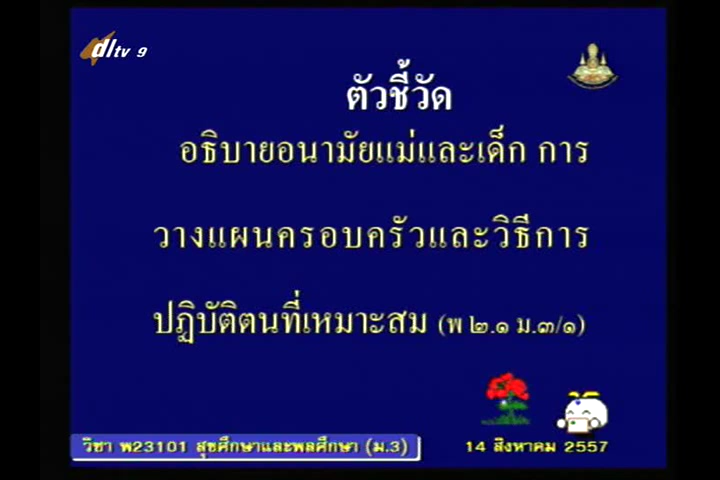 dltv 9
ตัวชี้วัด
อธิบายอนามัยแม่และเด็ก การ
วางแผนครอบครัวและวิธีการ
ปฏิบัติตนที่เหมาะสม (พ ๒.๑ ม.๓/๑)
วิชา พ23101 สุขศึกษาและพลศึกษา (ม.3) 14 สิงหาคม 2557